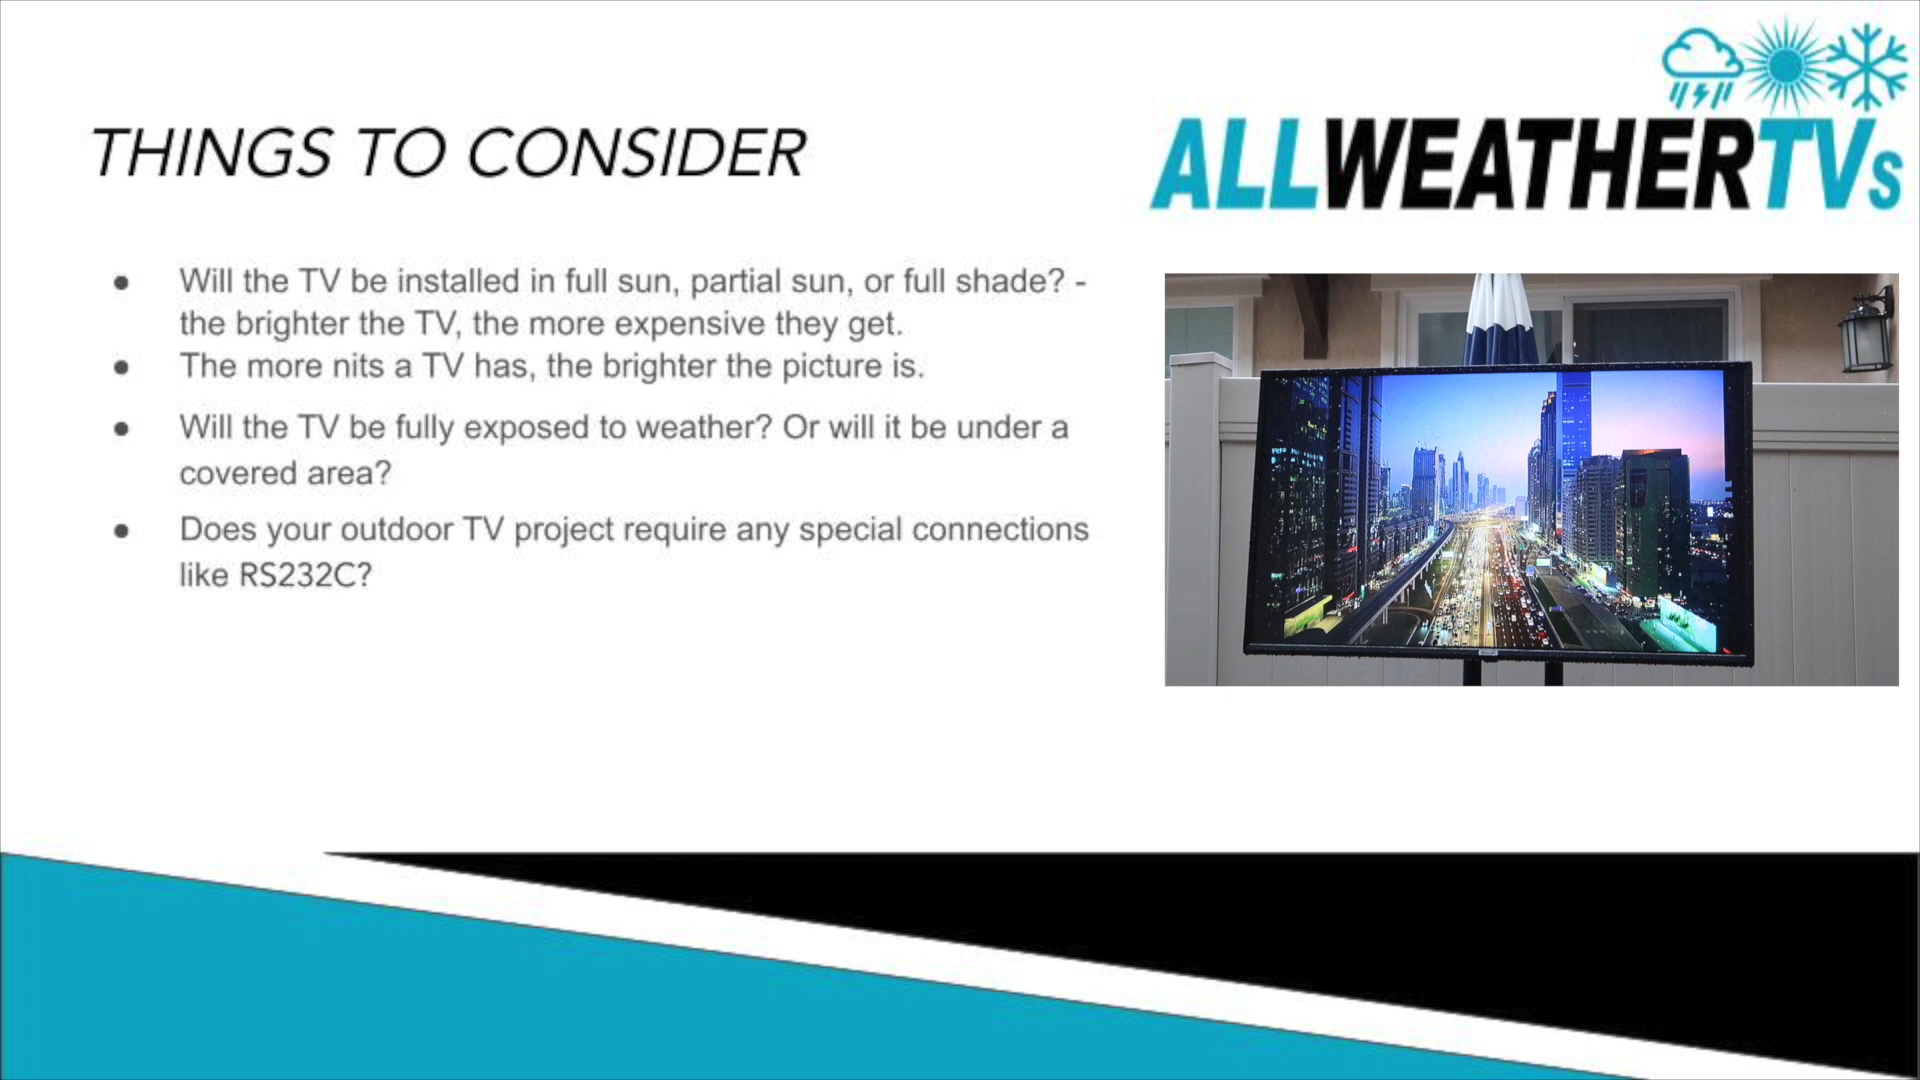 ALLWEATHERTVs
THINGS TO CONSIDER
● Will the TV be installed in full sun, partial sun, or full shade? -
the brighter the TV, the more expensive they get.
● The more nits a TV has, the brighter the picture is.
● Will the TV be fully exposed to weather? Or will it be under a
covered area?
● Does your outdoor TV project require any special connections
like RS232C?